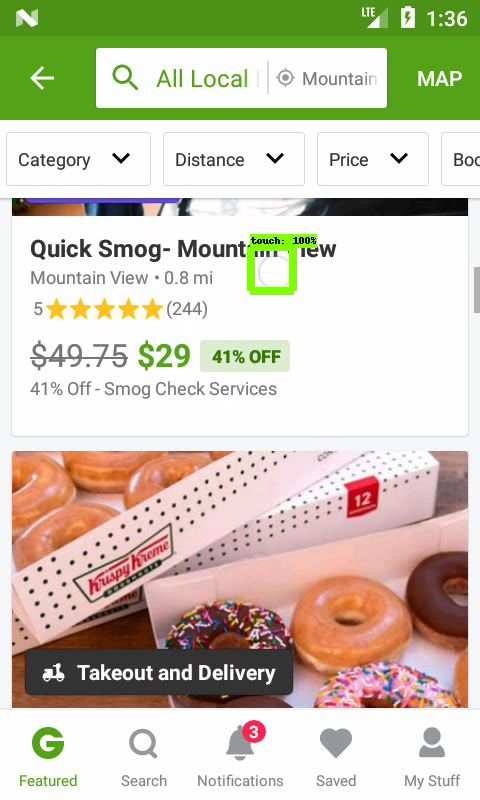 LTE 1:36
All Local Mountain MAP
Category Distance Price Boo
Quick Smog- Mountain View
touch: 100%
Mountain View • 0.8 mi
5 (244)
$49.75 $29 41% OFF
41% Off - Smog Check Services
12
Krispy Kreme
DOUGHNUTS
Takeout and Delivery
3
Featured Search Notifications Saved My Stuff